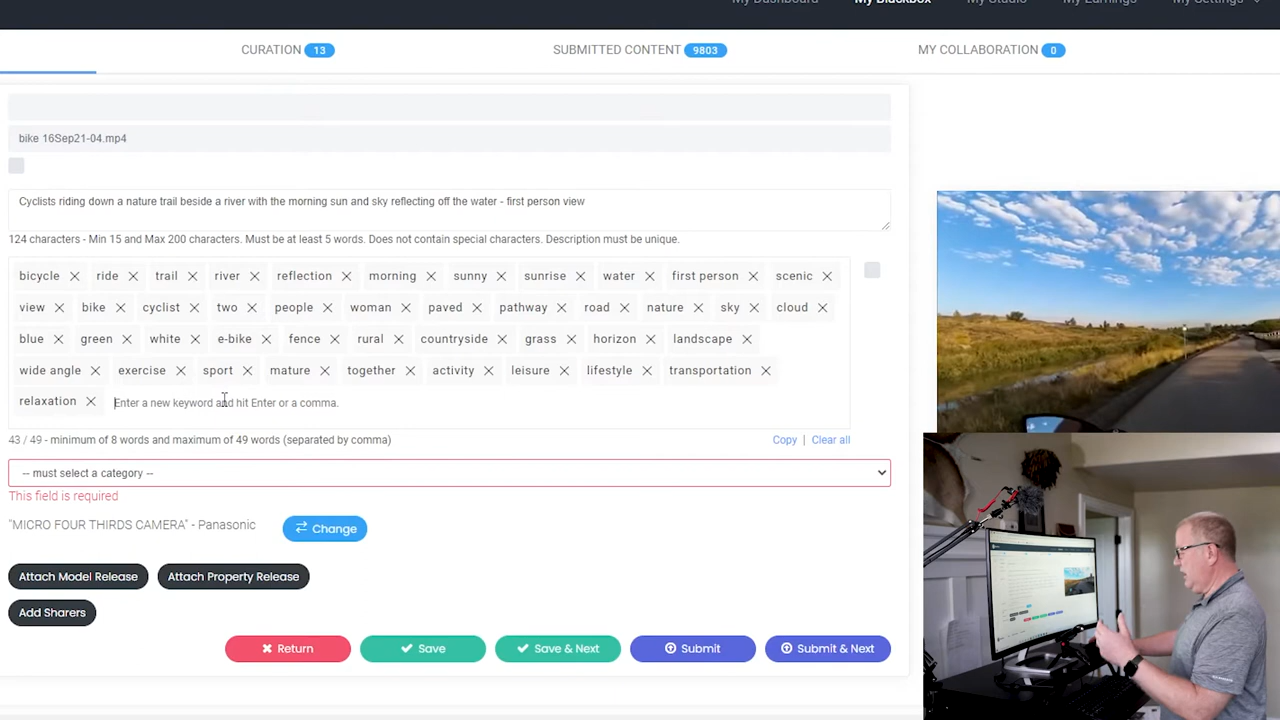 My Dashboard My Blackbox My Studio My Earnings My Settings
CURATION 13 SUBMITTED CONTENT 9803 MY COLLABORATION 0
bike 16Sep21-04.mp4
Cyclists riding down a nature trail beside a river with the morning sun and sky reflecting off the water - first person view
124 characters - Min 15 and Max 200 characters. Must be at least 5 words. Does not contain special characters. Description must be unique.
bicycle ride trail river reflection morning sunny sunrise water first person scenic
view bike cyclist two people woman paved pathway road nature sky cloud
blue green white e-bike fence rural countryside grass horizon landscape
wide angle exercise sport mature together activity leisure lifestyle transportation
relaxation Enter a new keyword and hit Enter or a comma.
43 / 49 - minimum of 8 words and maximum of 49 words (separated by comma) Copy | Clear all
-- must select a category --
This field is required
"MICRO FOUR THIRDS CAMERA" - Panasonic Change
Attach Model Release Attach Property Release
Add Sharers
Return Save Save & Next Submit Submit & Next